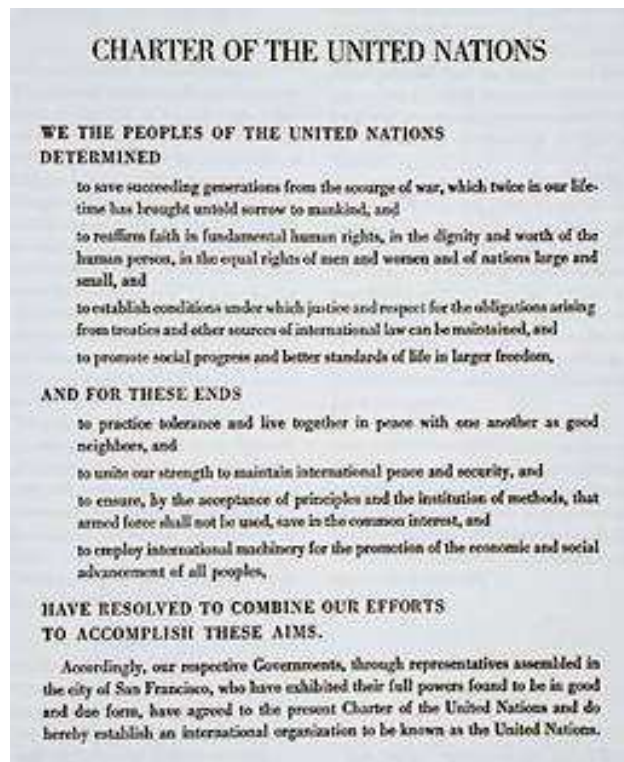 CHARTER OF THE UNITED NATIONS
WE THE PEOPLES OF THE UNITED NATIONS
DETERMINED
to save succeeding generations from the scourge of war, which twice in our life-
time has brought untold sorrow to mankind, and
to reaffirm faith in fundamental human rights, in the dignity and worth of the
human person, in the equal rights of men and women and of nations large and
small, and
to establish conditions under which justice and respect for the obligations arising
from treaties and other sources of international law can be maintained, and
to promote social progress and better standards of life in larger freedom,
AND FOR THESE ENDS
to practice tolerance and live together in peace with one another as good
neighbors, and
to unite our strength to maintain international peace and security, and
to ensure, by the acceptance of principles and the institution of methods, that
armed force shall not be used, save in the common interest, and
to employ international machinery for the promotion of the economic and social
advancement of all peoples,
HAVE RESOLVED TO COMBINE OUR EFFORTS
TO ACCOMPLISH THESE AIMS.
Accordingly, our respective Governments, through representatives assembled in
the city of San Francisco, who have exhibited their full powers found to be in good
and due form, have agreed to the present Charter of the United Nations and do
hereby establish an international organization to be known as the United Nations.